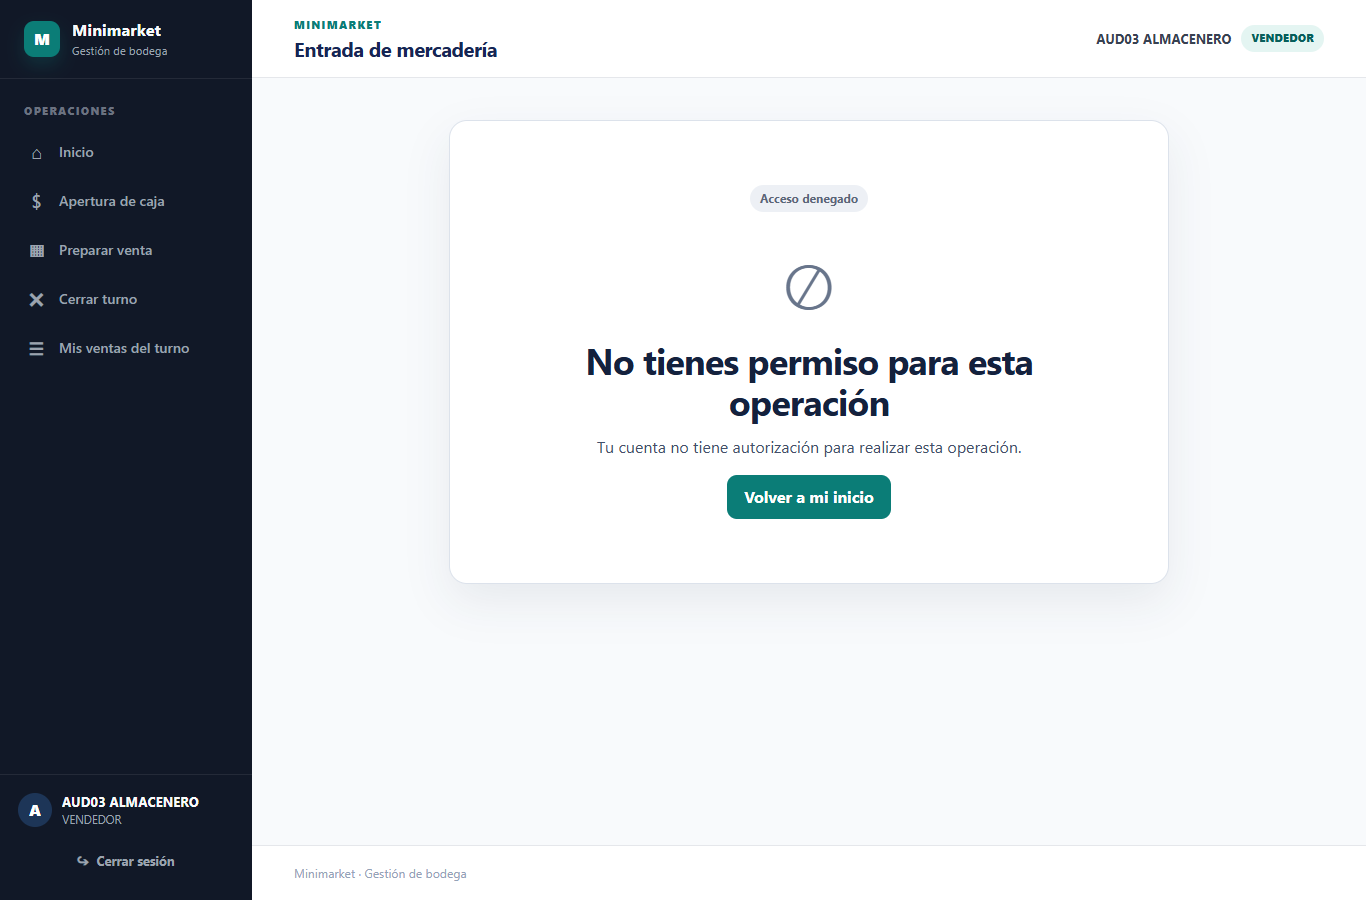 M
Minimarket
Gestión de bodega
OPERACIONES
Inicio
$ Apertura de caja
Preparar venta
Cerrar turno
Mis ventas del turno
A
AUD03 ALMACENERO
VENDEDOR
Cerrar sesión
MINIMARKET
Entrada de mercadería
AUD03 ALMACENERO VENDEDOR
Acceso denegado
No tienes permiso para esta
operación
Tu cuenta no tiene autorización para realizar esta operación.
Volver a mi inicio
Minimarket · Gestión de bodega